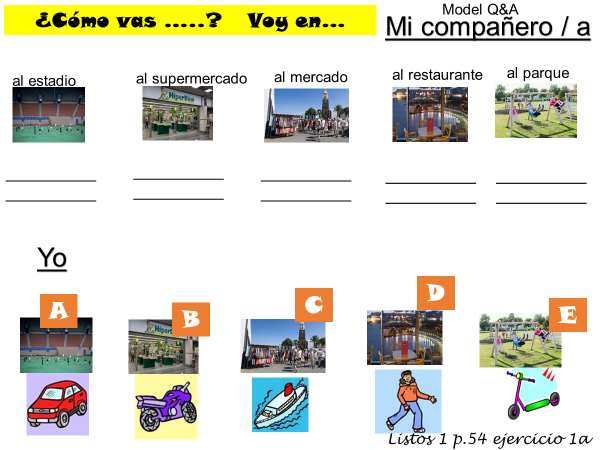 ¿Cómo vas .....?    Voy en...
Model Q&A
Mi compañero / a
al estadio
al supermercado
al mercado
al restaurante
al parque
Yo
A
B
C
D
E
Listos 1 p.54 ejercicio 1a